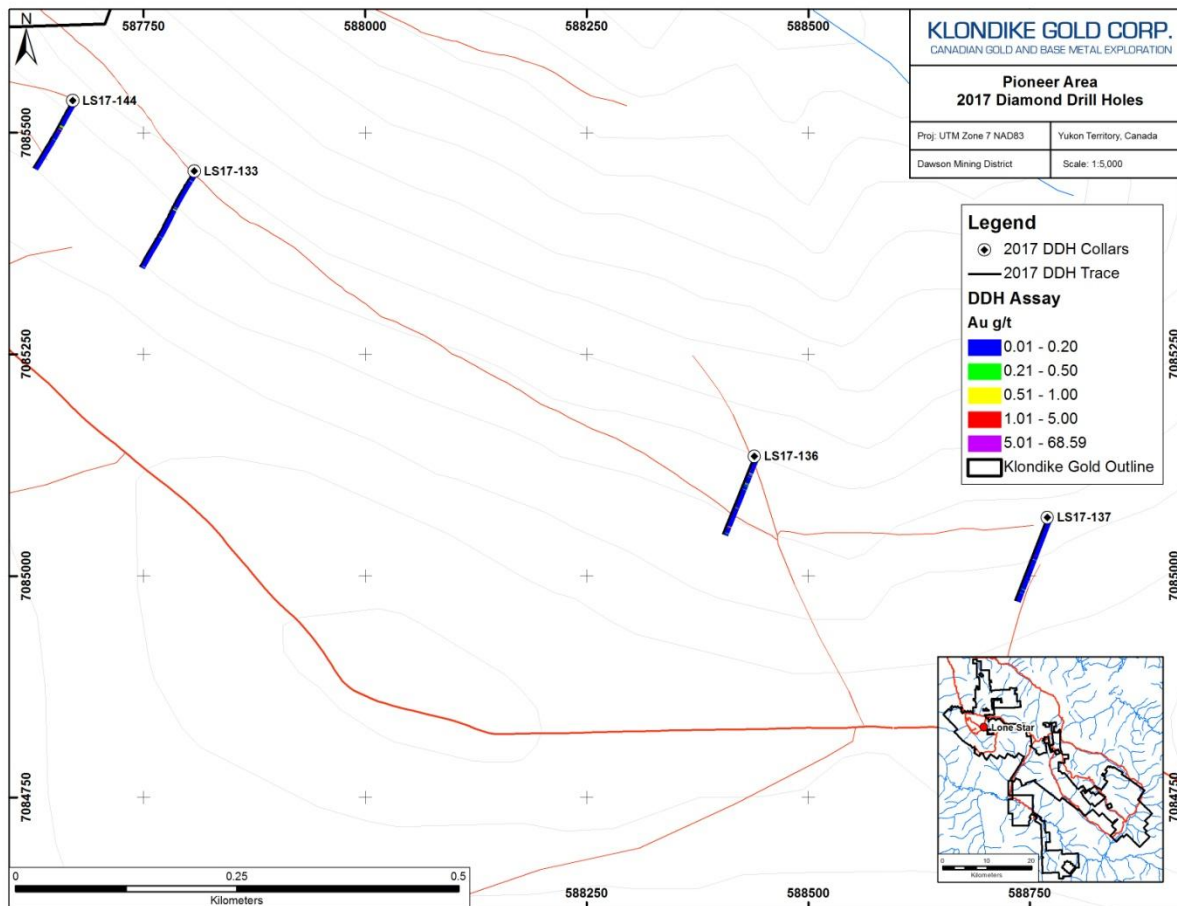 587750
588000
588250
588500
N
KLONDIKE GOLD CORP.
CANADIAN GOLD AND BASE METAL EXPLORATION
Pioneer Area
2017 Diamond Drill Holes
Proj: UTM Zone 7 NAD83
Yukon Territory, Canada
Dawson Mining District
Scale: 1:5,000
LS17-144
7085500
LS17-133
Legend
2017 DDH Collars
2017 DDH Trace
DDH Assay
Au g/t
0.01 - 0.20
0.21 - 0.50
0.51 - 1.00
1.01 - 5.00
5.01 - 68.59
Klondike Gold Outline
7085250
7085250
LS17-136
LS17-137
7085000
7085000
Lone Star
7084750
7084750
0 10 20
Kilometers
0 0.25 0.5
Kilometers
588250
588500
588750